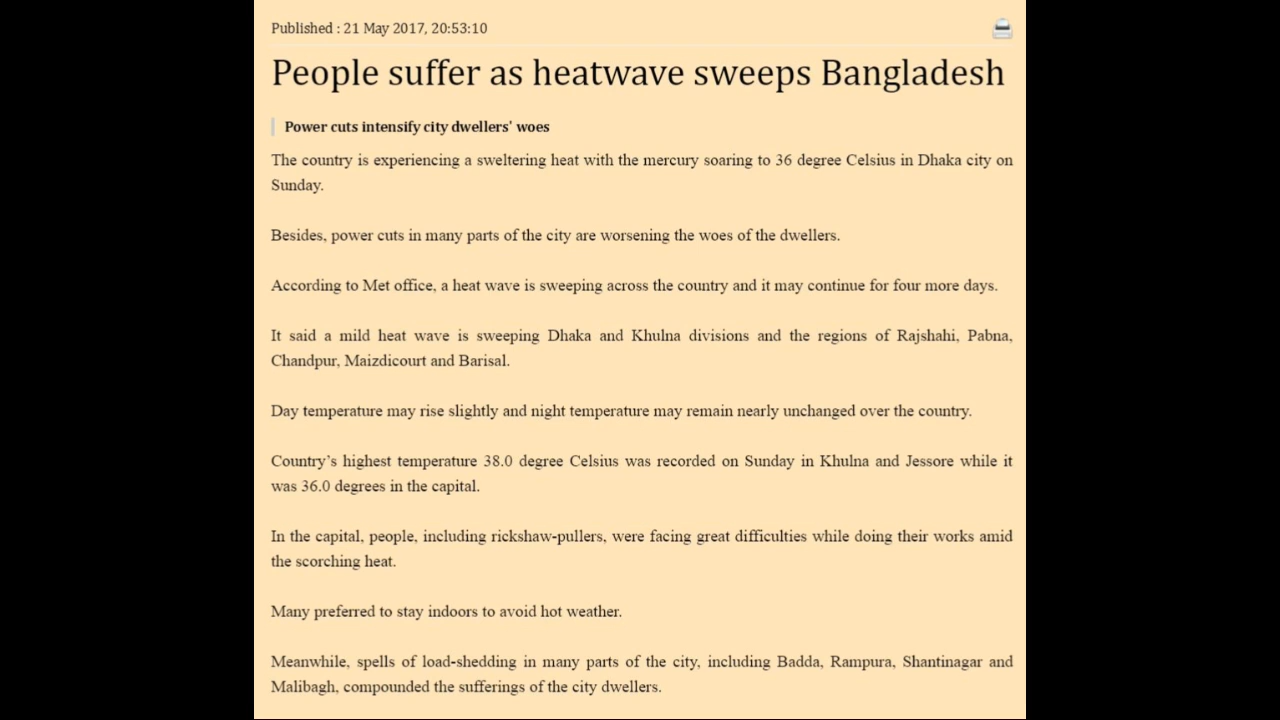 Published : 21 May 2017, 20:53:10
People suffer as heatwave sweeps Bangladesh
Power cuts intensify city dwellers' woes
The country is experiencing a sweltering heat with the mercury soaring to 36 degree Celsius in Dhaka city on
Sunday.
Besides, power cuts in many parts of the city are worsening the woes of the dwellers.
According to Met office, a heat wave is sweeping across the country and it may continue for four more days.
It said a mild heat wave is sweeping Dhaka and Khulna divisions and the regions of Rajshahi, Pabna,
Chandpur, Maizdicourt and Barisal.
Day temperature may rise slightly and night temperature may remain nearly unchanged over the country.
Country’s highest temperature 38.0 degree Celsius was recorded on Sunday in Khulna and Jessore while it
was 36.0 degrees in the capital.
In the capital, people, including rickshaw-pullers, were facing great difficulties while doing their works amid
the scorching heat.
Many preferred to stay indoors to avoid hot weather.
Meanwhile, spells of load-shedding in many parts of the city, including Badda, Rampura, Shantinagar and
Malibagh, compounded the sufferings of the city dwellers.